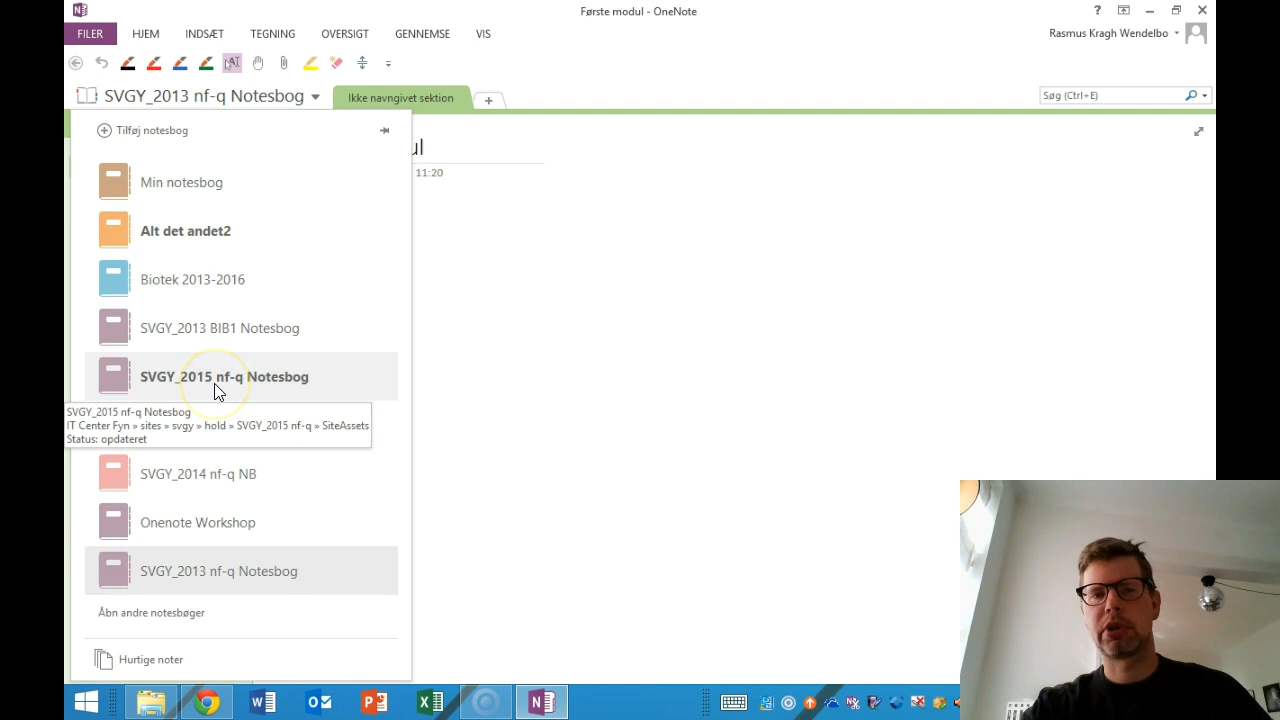 Første modul - OneNote
?
FILER HJEM INDSÆT TEGNING OVERSIGT GENNEMSE VIS
Rasmus Kragh Wendelbo
SVGY_2013 nf-q Notesbog
Ikke navngivet sektion
+
Søg (Ctrl+E)
Tilføj notesbog
ul
11:20
Min notesbog
Alt det andet2
Biotek 2013-2016
SVGY_2013 BIB1 Notesbog
SVGY_2015 nf-q Notesbog
SVGY_2015 nf-q Notesbog
IT Center Fyn » sites » svgy » hold » SVGY_2015 nf-q » SiteAssets
Status: opdateret
SVGY_2014 nf-q NB
Onenote Workshop
SVGY_2013 nf-q Notesbog
Åbn andre notesbøger
Hurtige noter